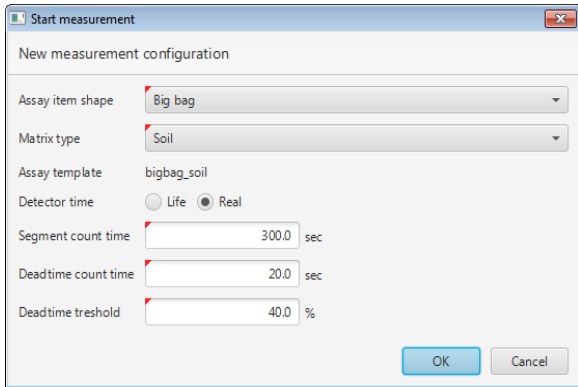 Start measurement
New measurement configuration
Assay item shape Big bag
Matrix type Soil
Assay template bigbag_soil
Detector time Life Real
Segment count time 300.0 sec
Deadtime count time 20.0 sec
Deadtime treshold 40.0 %
OK Cancel